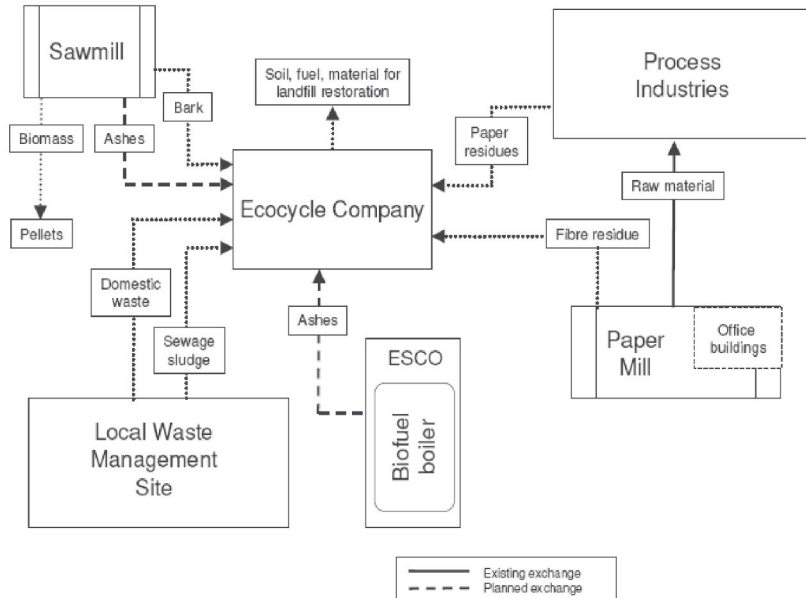 Sawmill
Process
Industries
Soil, fuel, material for
landfill restoration
Bark
Biomass
Ashes
Paper
residues
Ecocycle Company
Raw material
Pellets
Fibre residue
Domestic
waste
Ashes
Sewage
sludge
Paper
Mill
Office
buildings
ESCO
Biofuel
boiler
Local Waste
Management
Site
Existing exchange
Planned exchange